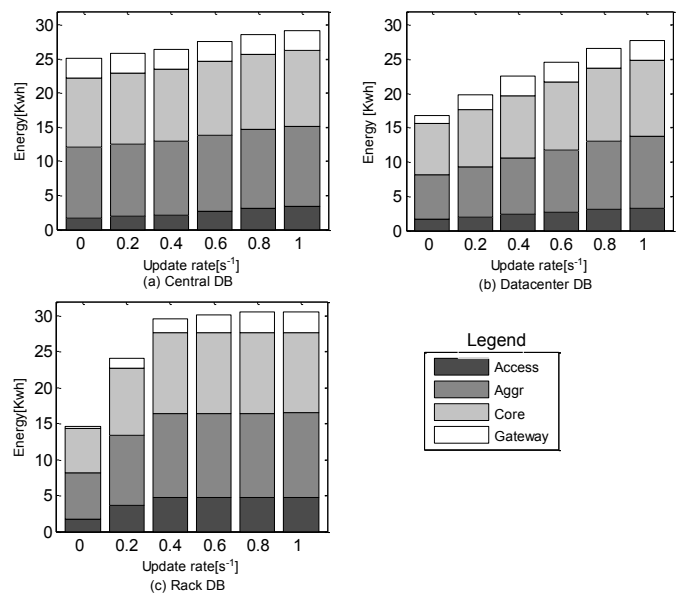 30
25
20
15
10
5
0
Energy[Kwh]
0 0.2 0.4 0.6 0.8 1
Update rate[s-1]
(a) Central DB
30
25
20
15
10
5
0
Energy [Kwh]
0 0.2 0.4 0.6 0.8 1
Update rate[s-1]
(b) Datacenter DB
30
25
20
15
10
5
0
Energy[Kwh]
0 0.2 0.4 0.6 0.8 1
Update rate[s-1]
(c) Rack DB
Legend
Access
Aggr
Core
Gateway